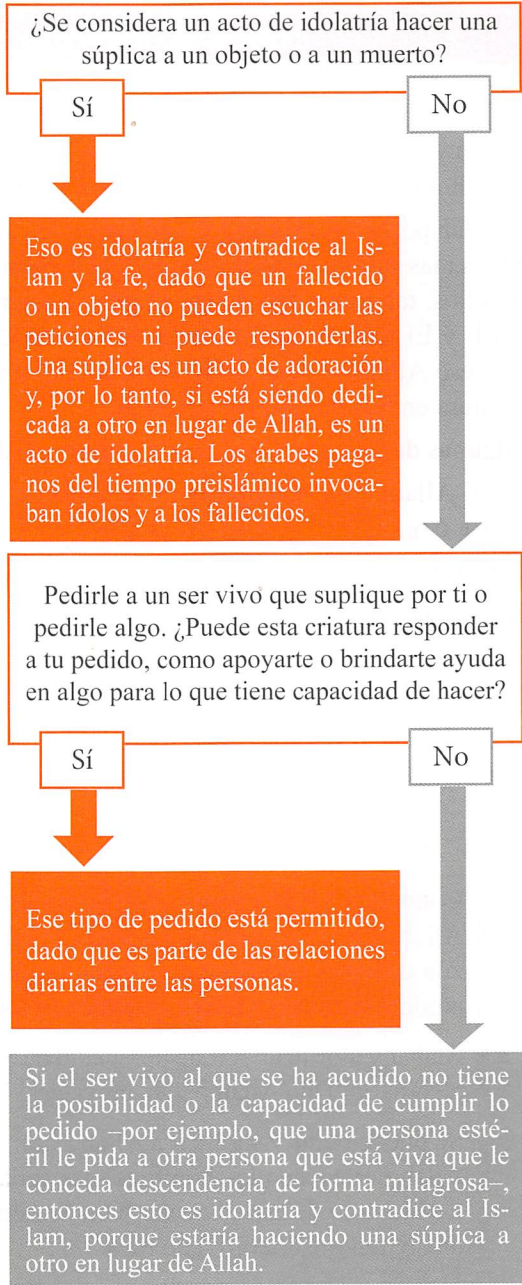 ¿Se considera un acto de idolatría hacer una
súplica a un objeto o a un muerto?
Sí
No
Eso es idolatría y contradice al Is-
lam y la fe, dado que un fallecido
o un objeto no pueden escuchar las
peticiones ni puede responderlas.
Una súplica es un acto de adoración
y, por lo tanto, si está siendo dedi-
cada a otro en lugar de Allah, es un
acto de idolatría. Los árabes paga-
nos del tiempo preislámico invoca-
ban ídolos y a los fallecidos.
Pedirle a un ser vivo que suplique por ti o
pedirle algo. ¿Puede esta criatura responder
a tu pedido, como apoyarte o brindarte ayuda
en algo para lo que tiene capacidad de hacer?
Sí
No
Ese tipo de pedido está permitido,
dado que es parte de las relaciones
diarias entre las personas.
Si el ser vivo al que se ha acudido no tiene
la posibilidad o la capacidad de cumplir lo
pedido –por ejemplo, que una persona esté-
ril le pida a otra persona que está viva que le
conceda descendencia de forma milagrosa–,
entonces esto es idolatría y contradice al Is-
lam, porque estaría haciendo una súplica a
otro en lugar de Allah.